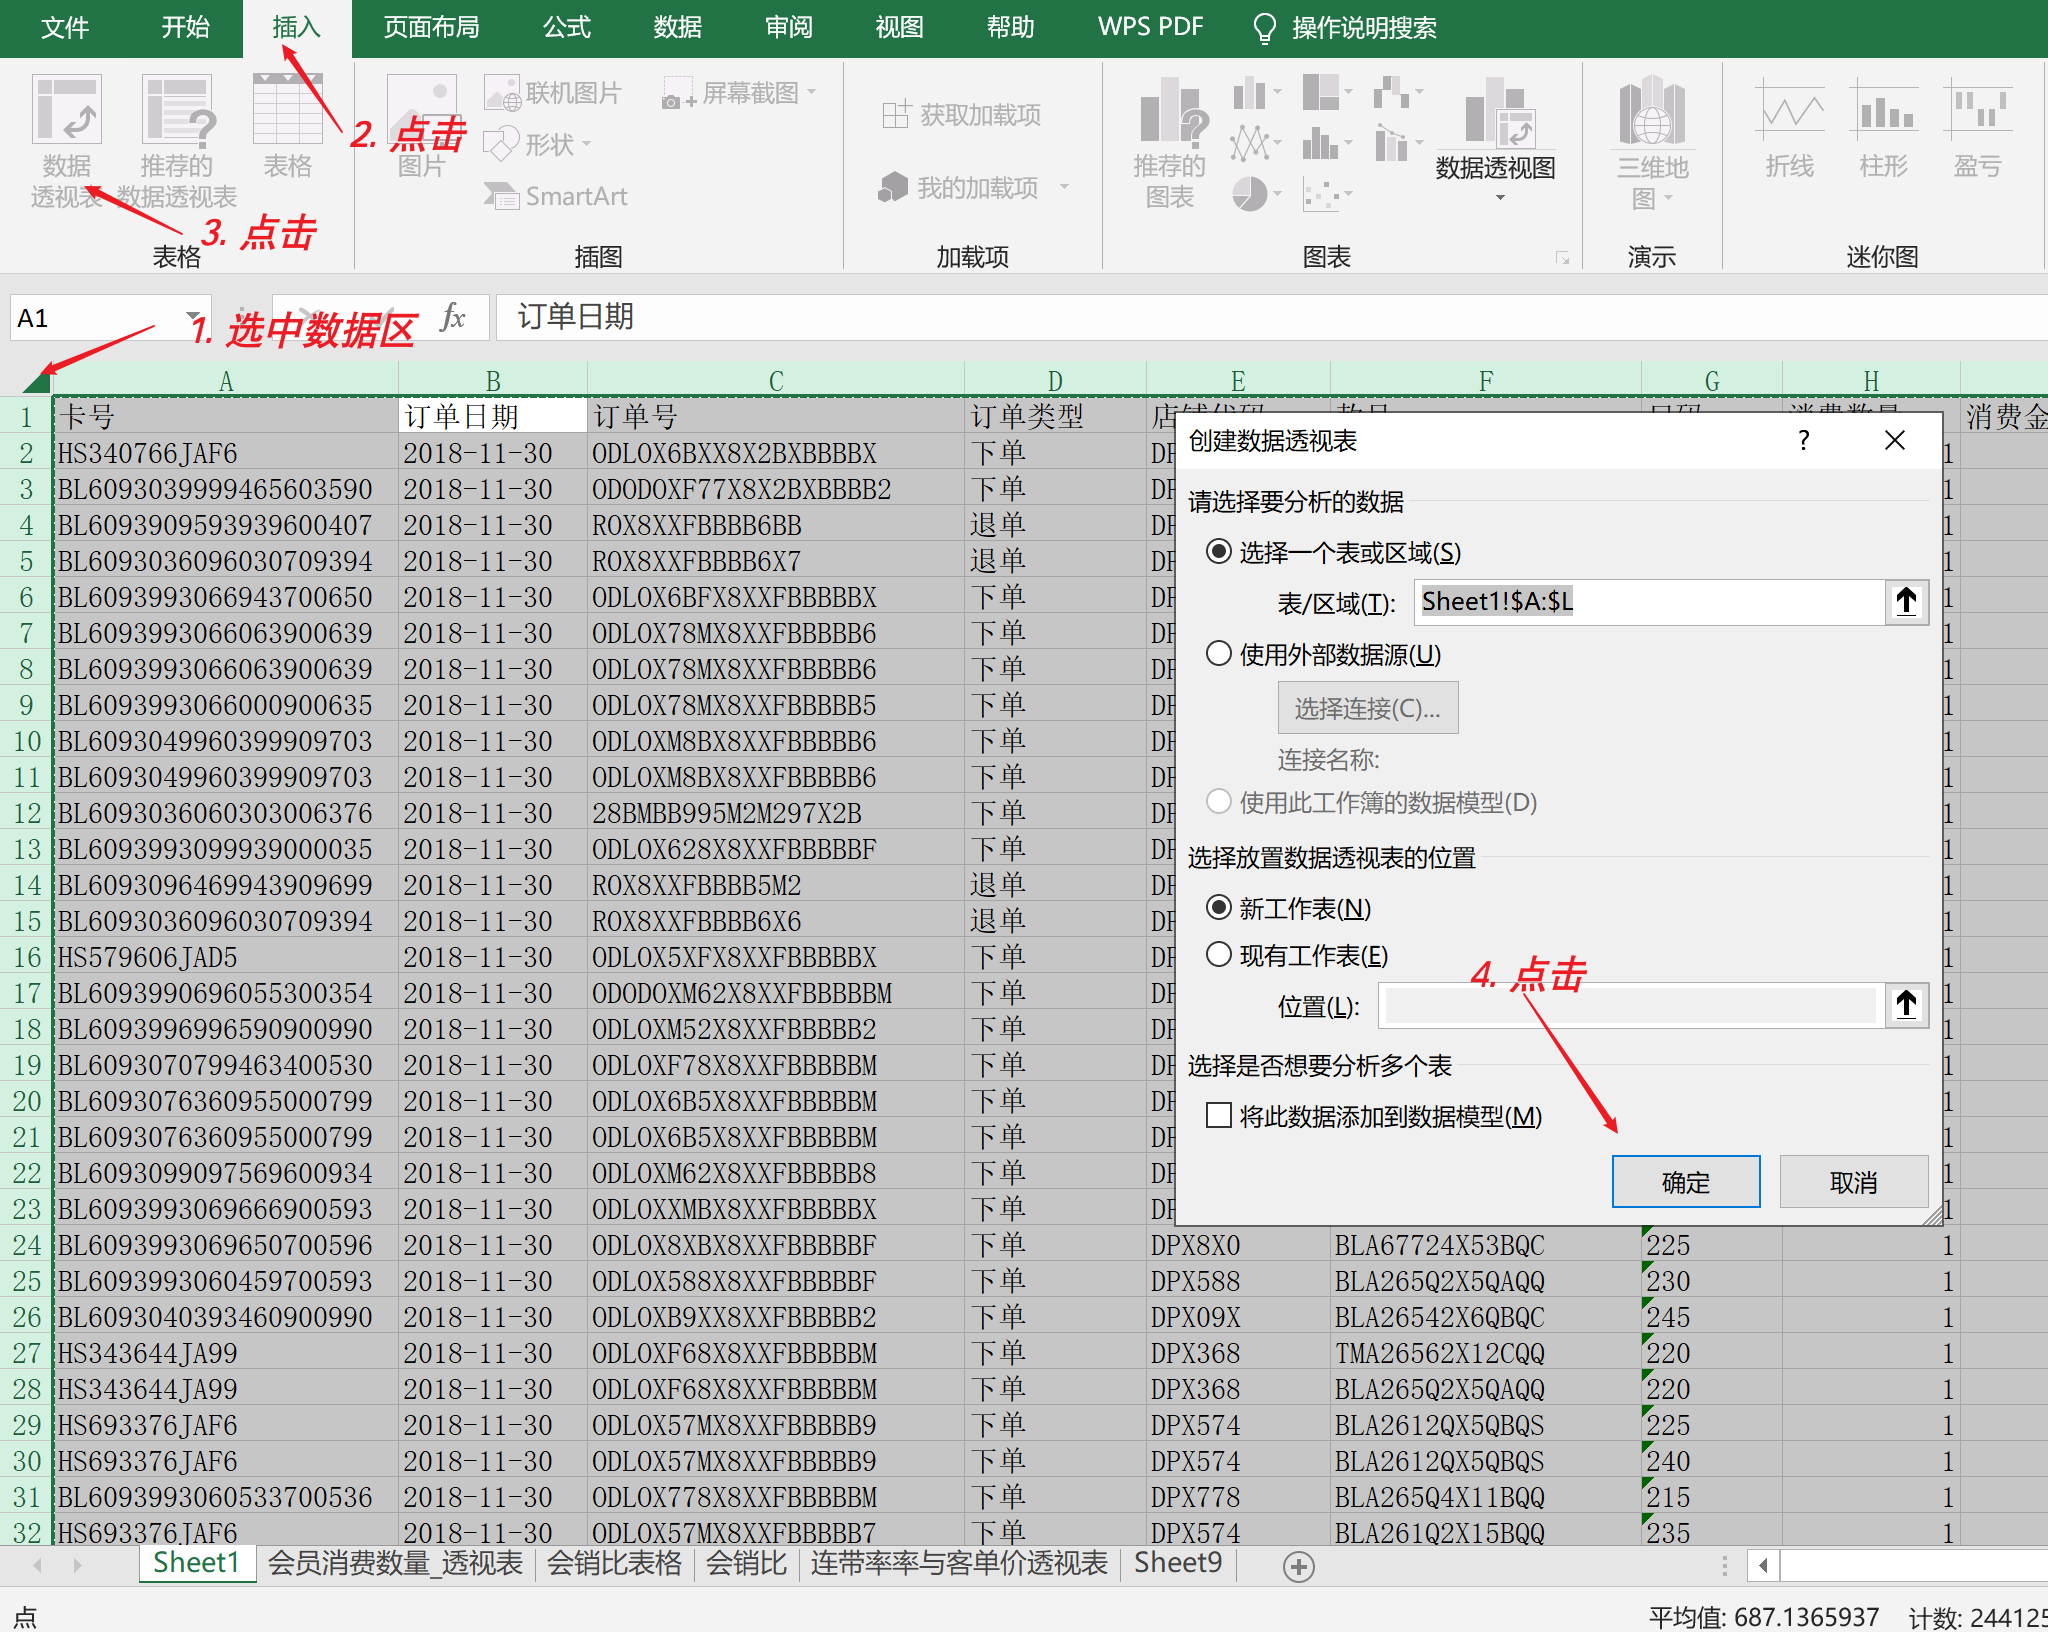 文件 开始 插入 页面布局 公式 数据 审阅 视图 帮助 WPS PDF 操作说明搜索
数据
透视表
推荐的
数据透视表
表格
图片
联机图片
形状
SmartArt
屏幕截图
获取加载项
我的加载项
推荐的
图表
数据透视图
三维地
图
折线
柱形
盈亏
2. 点击
3. 点击
表格 插图 加载项 图表 演示 迷你图
A1 fx 订单日期
1. 选中数据区
A B C D E F G H
1 卡号 订单日期 订单号 订单类型
2 HS340766JAF6 2018-11-30 ODLOX6BXX8X2BXBBBBX 下单 1
3 BL6093039999465603590 2018-11-30 ODODOXF77X8X2BXBBBB2 下单 1
4 BL6093909593939600407 2018-11-30 ROX8XXFBBBB6BB 退单 1
5 BL6093036096030709394 2018-11-30 ROX8XXFBBBB6X7 退单 1
6 BL6093993066943700650 2018-11-30 ODLOX6BFX8XXFBBBBBX 下单 1
7 BL6093993066063900639 2018-11-30 ODLOX78MX8XXFBBBBB6 下单 1
8 BL6093993066063900639 2018-11-30 ODLOX78MX8XXFBBBBB6 下单 1
9 BL6093993066000900635 2018-11-30 ODLOX78MX8XXFBBBBB5 下单 1
10 BL6093049960399909703 2018-11-30 ODLOXM8BX8XXFBBBBB6 下单 1
11 BL6093049960399909703 2018-11-30 ODLOXM8BX8XXFBBBBB6 下单 1
12 BL6093036060303006376 2018-11-30 28BMBB995M2M297X2B 下单 1
13 BL6093993099939000035 2018-11-30 ODLOX628X8XXFBBBBBF 下单 1
14 BL6093096469943909699 2018-11-30 ROX8XXFBBBB5M2 退单 1
15 BL6093036096030709394 2018-11-30 ROX8XXFBBBB6X6 退单 1
16 HS579606JAD5 2018-11-30 ODLOX5XFX8XXFBBBBBX 下单 1
17 BL6093990696055300354 2018-11-30 ODODOXM62X8XXFBBBBBM 下单 1
18 BL6093996996590900990 2018-11-30 ODLOXM52X8XXFBBBBB2 下单 1
19 BL6093070799463400530 2018-11-30 ODLOXF78X8XXFBBBBBM 下单 1
20 BL6093076360955000799 2018-11-30 ODLOX6B5X8XXFBBBBBM 下单 1
21 BL6093076360955000799 2018-11-30 ODLOX6B5X8XXFBBBBBM 下单 1
22 BL6093099097569600934 2018-11-30 ODLOXM62X8XXFBBBBB8 下单 1
23 BL6093993069666900593 2018-11-30 ODLOXXMBX8XXFBBBBBX 下单 1
24 BL6093993069650700596 2018-11-30 ODLOX8XBX8XXFBBBBBF 下单 DPX8X0 BLA67724X53BQC 225 1
25 BL6093993060459700593 2018-11-30 ODLOX588X8XXFBBBBBF 下单 DPX588 BLA265Q2X5QAQQ 230 1
26 BL6093040393460900990 2018-11-30 ODLOXB9XX8XXFBBBBB2 下单 DPX09X BLA26542X6QBQC 245 1
27 HS343644JA99 2018-11-30 ODLOXF68X8XXFBBBBBM 下单 DPX368 TMA26562X12CQQ 220 1
28 HS343644JA99 2018-11-30 ODLOXF68X8XXFBBBBBM 下单 DPX368 BLA265Q2X5QAQQ 220 1
29 HS693376JAF6 2018-11-30 ODLOX57MX8XXFBBBBB9 下单 DPX574 BLA2612QX5QBQS 225 1
30 HS693376JAF6 2018-11-30 ODLOX57MX8XXFBBBBB9 下单 DPX574 BLA2612QX5QBQS 240 1
31 BL6093993060533700536 2018-11-30 ODLOX778X8XXFBBBBBM 下单 DPX778 BLA265Q4X11BQQ 215 1
32 HS693376JAF6 2018-11-30 ODLOX57MX8XXFBBBBB7 下单 DPX574 BLA261Q2X15BQQ 235 1
创建数据透视表 ?
请选择要分析的数据
选择一个表或区域(S)
表/区域(T): Sheet1!$A:$L
使用外部数据源(U)
选择连接(C)...
连接名称:
使用此工作簿的数据模型(D)
选择放置数据透视表的位置
新工作表(N)
现有工作表(E)
4. 点击
位置(L):
选择是否想要分析多个表
将此数据添加到数据模型(M)
确定 取消
Sheet1 会员消费数量_透视表 会销比表格 会销比 连带率率与客单价透视表 Sheet9
点 平均值: 687.1365937 计数: 244125